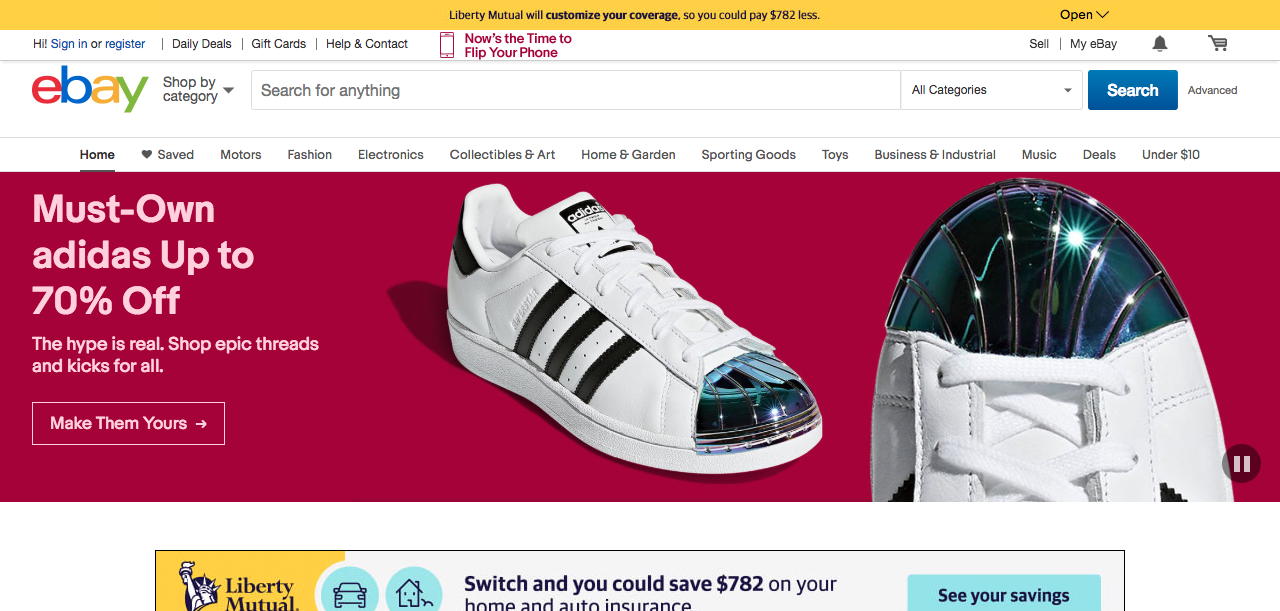 Liberty Mutual will customize your coverage, so you could pay $782 less.
Open
Hi! Sign in or register
Daily Deals
Gift Cards
Help & Contact
Now's the Time to
Flip Your Phone
Sell
My eBay
ebay
Shop by
category
Search for anything
All Categories
Search
Advanced
Home
Saved
Motors
Fashion
Electronics
Collectibles & Art
Home & Garden
Sporting Goods
Toys
Business & Industrial
Music
Deals
Under $10
Must-Own
adidas Up to
70% Off
The hype is real. Shop epic threads
and kicks for all.
Make Them Yours →
adidas
SUPERSTAR
Liberty
Mutual.
Switch and you could save $782 on your
home and auto insurance
See your savings